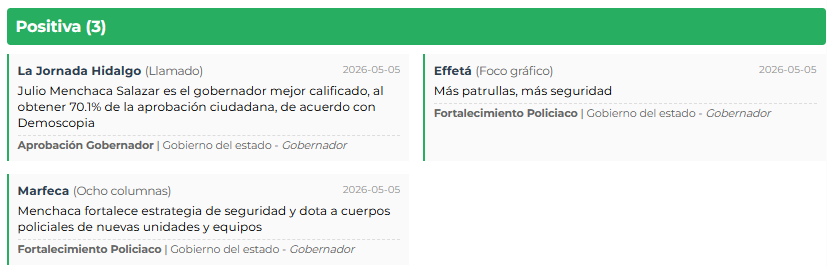 Positiva (3)
La Jornada Hidalgo (Llamado) 2026-05-05
Julio Menchaca Salazar es el gobernador mejor calificado, al
obtener 70.1% de la aprobación ciudadana, de acuerdo con
Demoscopia
Aprobación Gobernador | Gobierno del estado - Gobernador
Effetá (Foco gráfico) 2026-05-05
Más patrullas, más seguridad
Fortalecimiento Policiaco | Gobierno del estado - Gobernador
Marfeca (Ocho columnas) 2026-05-05
Menchaca fortalece estrategia de seguridad y dota a cuerpos
policiales de nuevas unidades y equipos
Fortalecimiento Policiaco | Gobierno del estado - Gobernador